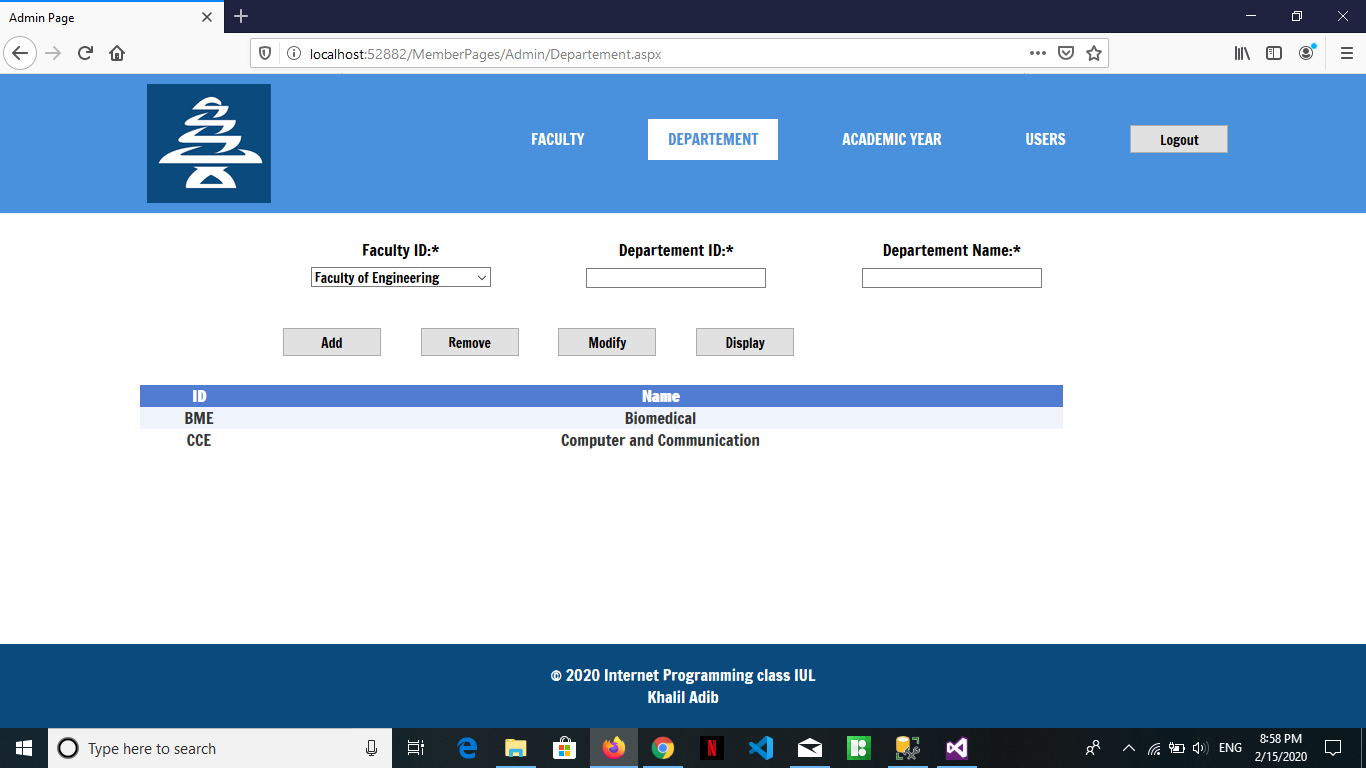 Admin Page
localhost:52882/MemberPages/Admin/Departement.aspx
FACULTY DEPARTEMENT ACADEMIC YEAR USERS Logout
Faculty ID:* Departement ID:* Departement Name:*
Faculty of Engineering
Add Remove Modify Display
ID Name
BME Biomedical
CCE Computer and Communication
© 2020 Internet Programming class IUL
Khalil Adib
Type here to search
N
ENG
8:58 PM
2/15/2020